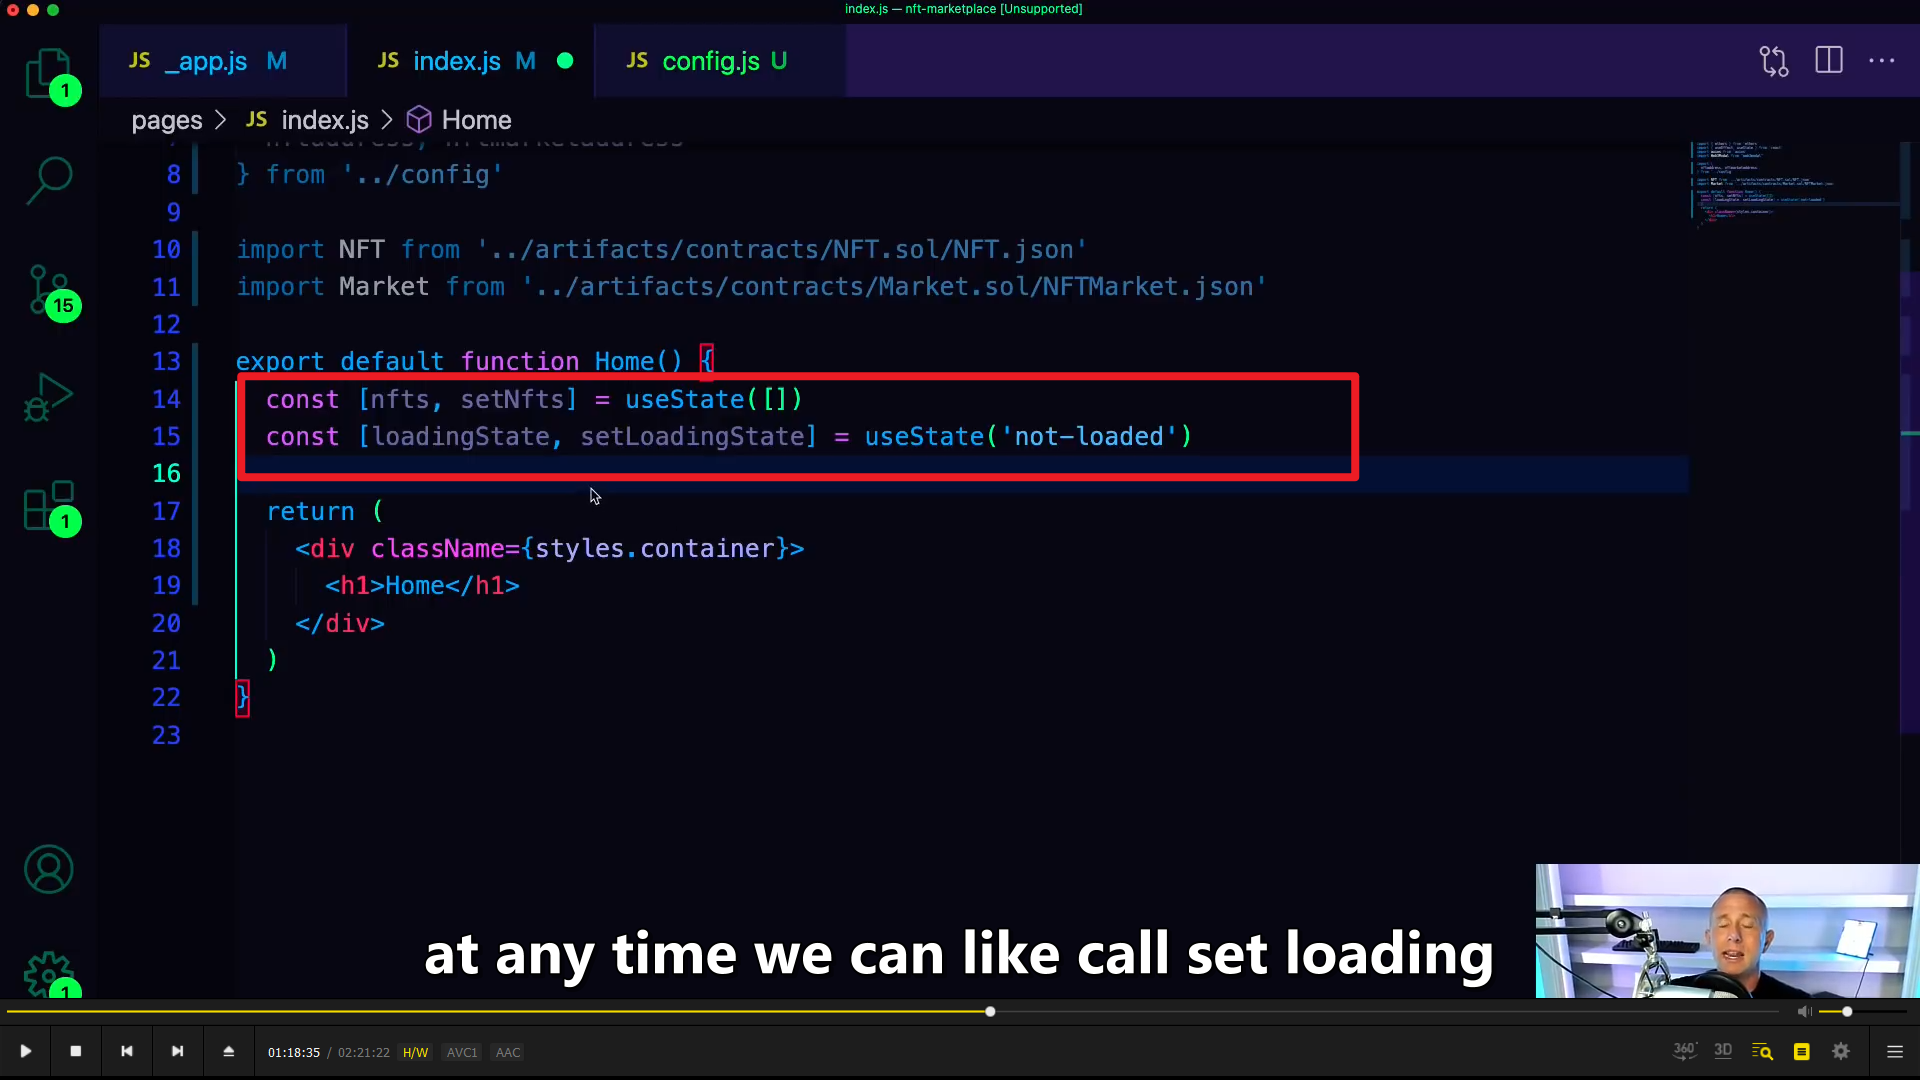 index.js — nft-marketplace [Unsupported]
JS _app.js M
JS index.js M
JS config.js U
pages > JS index.js > Home
8 } from '../config'
9
10 import NFT from '../artifacts/contracts/NFT.sol/NFT.json'
11 import Market from '../artifacts/contracts/Market.sol/NFTMarket.json'
12
13 export default function Home() {
14 const [nfts, setNfts] = useState([])
15 const [loadingState, setLoadingState] = useState('not-loaded')
16
17 return (
18 <div className={styles.container}>
19 <h1>Home</h1>
20 </div>
21 )
22 }
23
1
15
1
1
at any time we can like call set loading
01:18:35 / 02:21:22 H/W AVC1 AAC
360° 3D